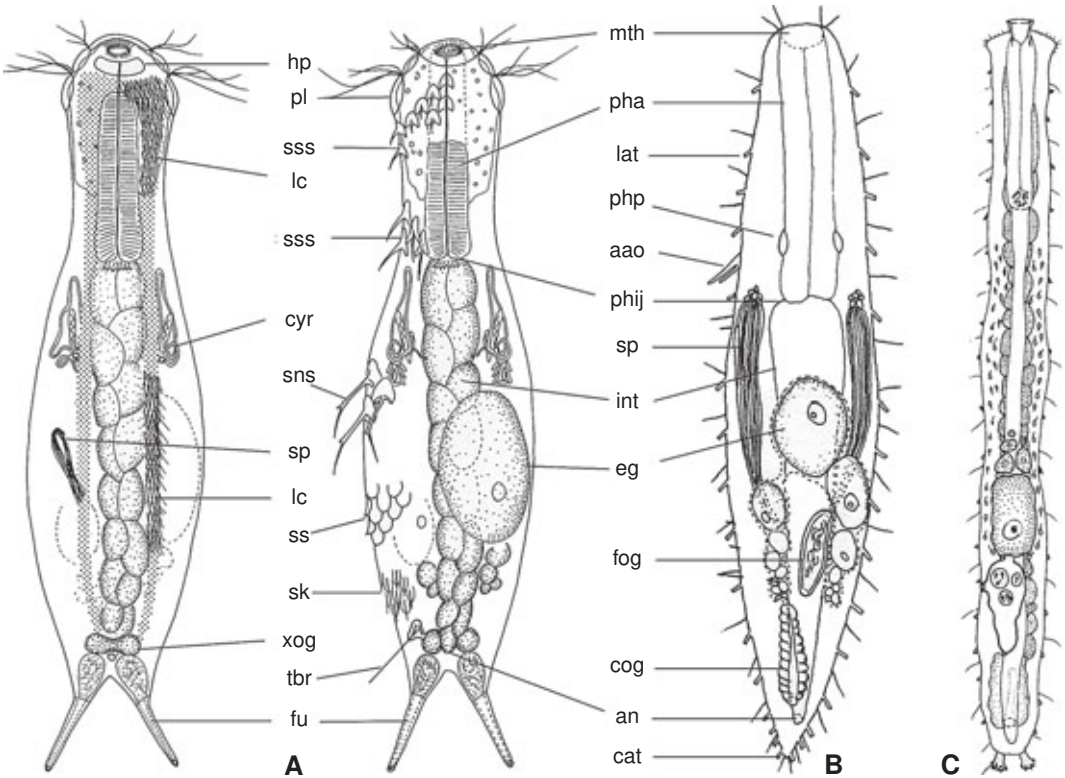 hp
pl
sss
lc
sss
cyr
sns
sp
lc
ss
sk
xog
tbr
fu
A
mth
pha
lat
php
aao
phij
sp
int
eg
fog
cog
an
cat
B
C